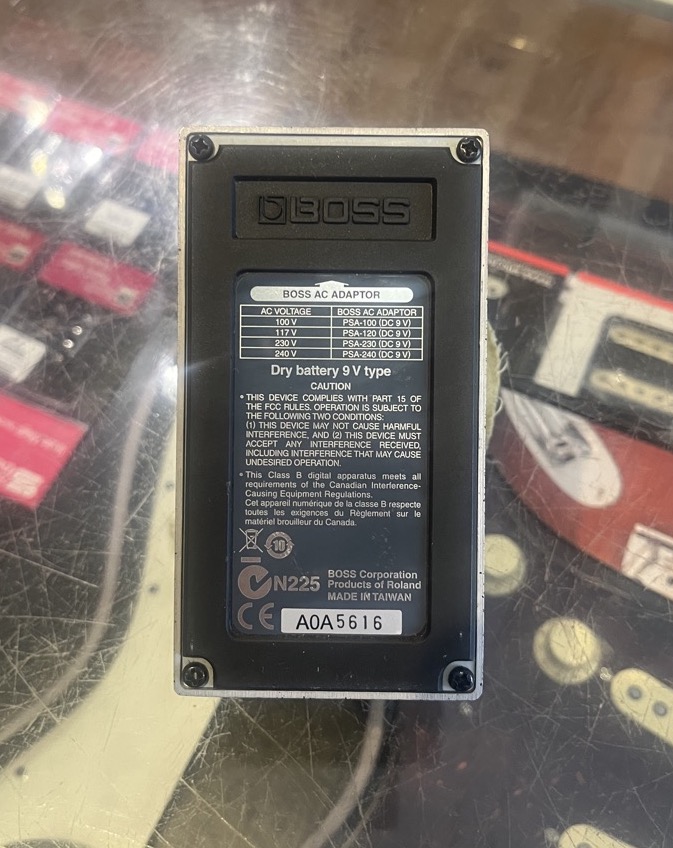 BOSS
BOSS AC ADAPTOR
AC VOLTAGE BOSS AC ADAPTOR
100 V PSA-100 (DC 9 V)
117 V PSA-120 (DC 9 V)
230 V PSA-230 (DC 9 V)
240 V PSA-240 (DC 9 V)
Dry battery 9 V type
CAUTION
• THIS DEVICE COMPLIES WITH PART 15 OF
THE FCC RULES. OPERATION IS SUBJECT TO
THE FOLLOWING TWO CONDITIONS:
(1) THIS DEVICE MAY NOT CAUSE HARMFUL
INTERFERENCE, AND (2) THIS DEVICE MUST
ACCEPT ANY INTERFERENCE RECEIVED,
INCLUDING INTERFERENCE THAT MAY CAUSE
UNDESIRED OPERATION.
• This Class B digital apparatus meets all
requirements of the Canadian Interference-
Causing Equipment Regulations.
Cet appareil numérique de la classe B respecte
toutes les exigences du Règlement sur le
matériel brouilleur du Canada.
10
N225
BOSS Corporation
Products of Roland
MADE IN TAIWAN
CE
A0A5616